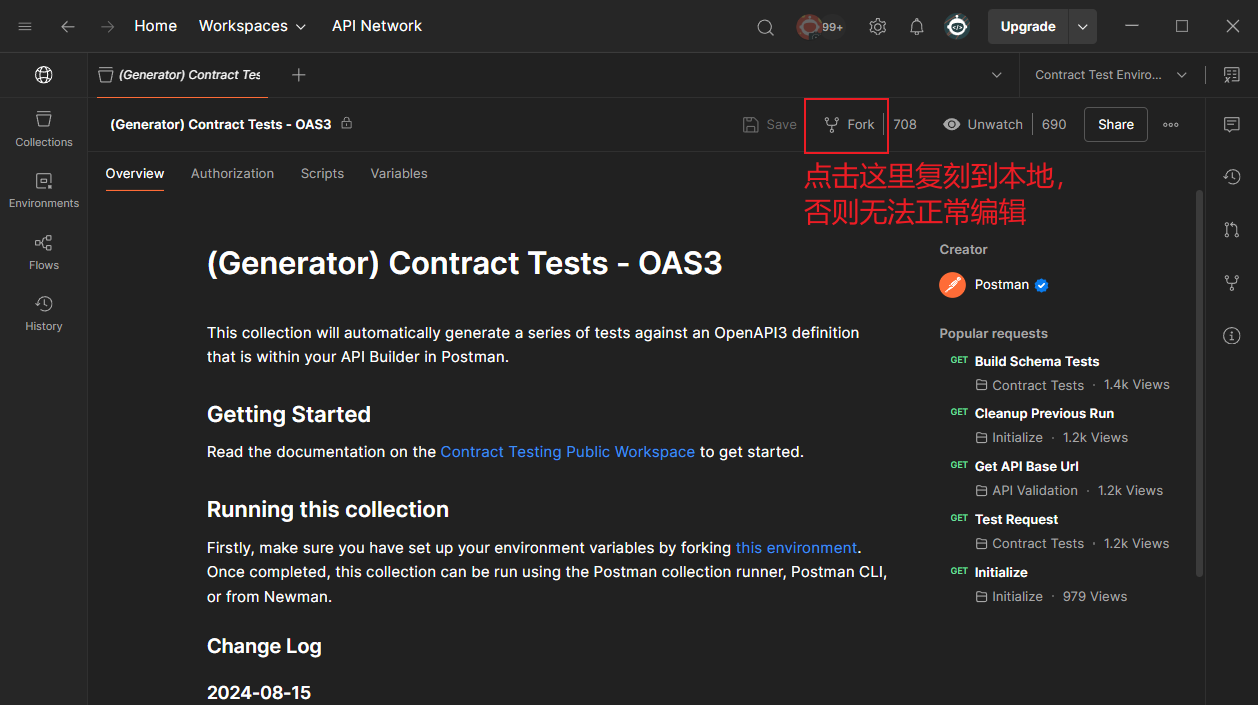 Home Workspaces API Network 99+ Upgrade
(Generator) Contract Tes Contract Test Enviro...
(Generator) Contract Tests - OAS3 Save Fork 708 Unwatch 690 Share
Collections
Environments
Flows
History
Overview Authorization Scripts Variables
点击这里复刻到本地，
否则无法正常编辑
(Generator) Contract Tests - OAS3
This collection will automatically generate a series of tests against an OpenAPI3 definition
that is within your API Builder in Postman.
Getting Started
Read the documentation on the Contract Testing Public Workspace to get started.
Running this collection
Firstly, make sure you have set up your environment variables by forking this environment.
Once completed, this collection can be run using the Postman collection runner, Postman CLI,
or from Newman.
Change Log
2024-08-15
Creator
Postman
Popular requests
GET Build Schema Tests
Contract Tests · 1.4k Views
GET Cleanup Previous Run
Initialize · 1.2k Views
GET Get API Base Url
API Validation · 1.2k Views
GET Test Request
Contract Tests · 1.2k Views
GET Initialize
Initialize · 979 Views